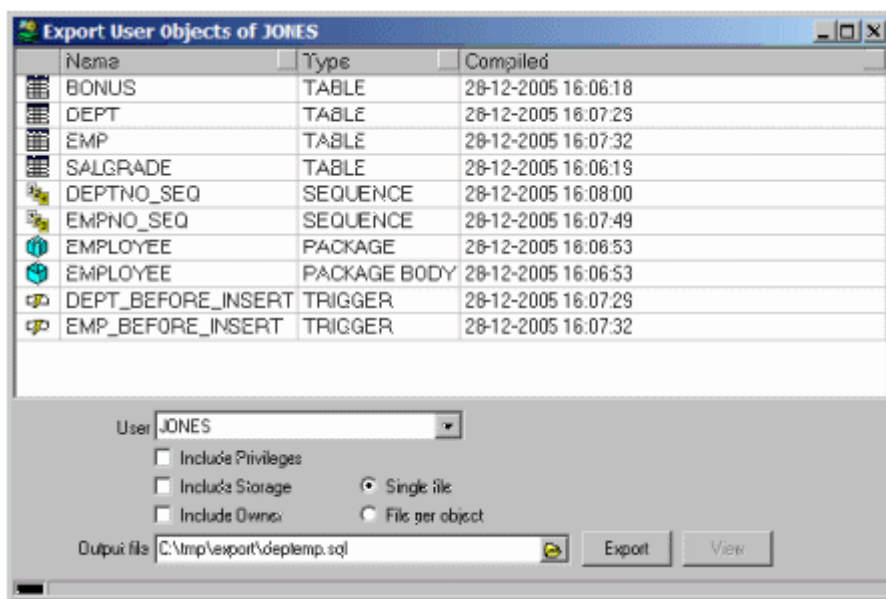 Export User Objects of JONES
Name Type Compiled
BONUS TABLE 28-12-2005 16:06:18
DEPT TABLE 28-12-2005 16:07:29
EMP TABLE 28-12-2005 16:07:32
SALGRADE TABLE 28-12-2005 16:06:19
DEPTNO_SEQ SEQUENCE 28-12-2005 16:08:00
EMPNO_SEQ SEQUENCE 28-12-2005 16:07:49
EMPLOYEE PACKAGE 28-12-2005 16:06:53
EMPLOYEE PACKAGE BODY 28-12-2005 16:06:53
DEPT_BEFORE_INSERT TRIGGER 28-12-2005 16:07:29
EMP_BEFORE_INSERT TRIGGER 28-12-2005 16:07:32
User JONES
Include Privileges
Include Storage Single file
Include Owner File per object
Output file C:\tmp\export\deptemp.sql Export View